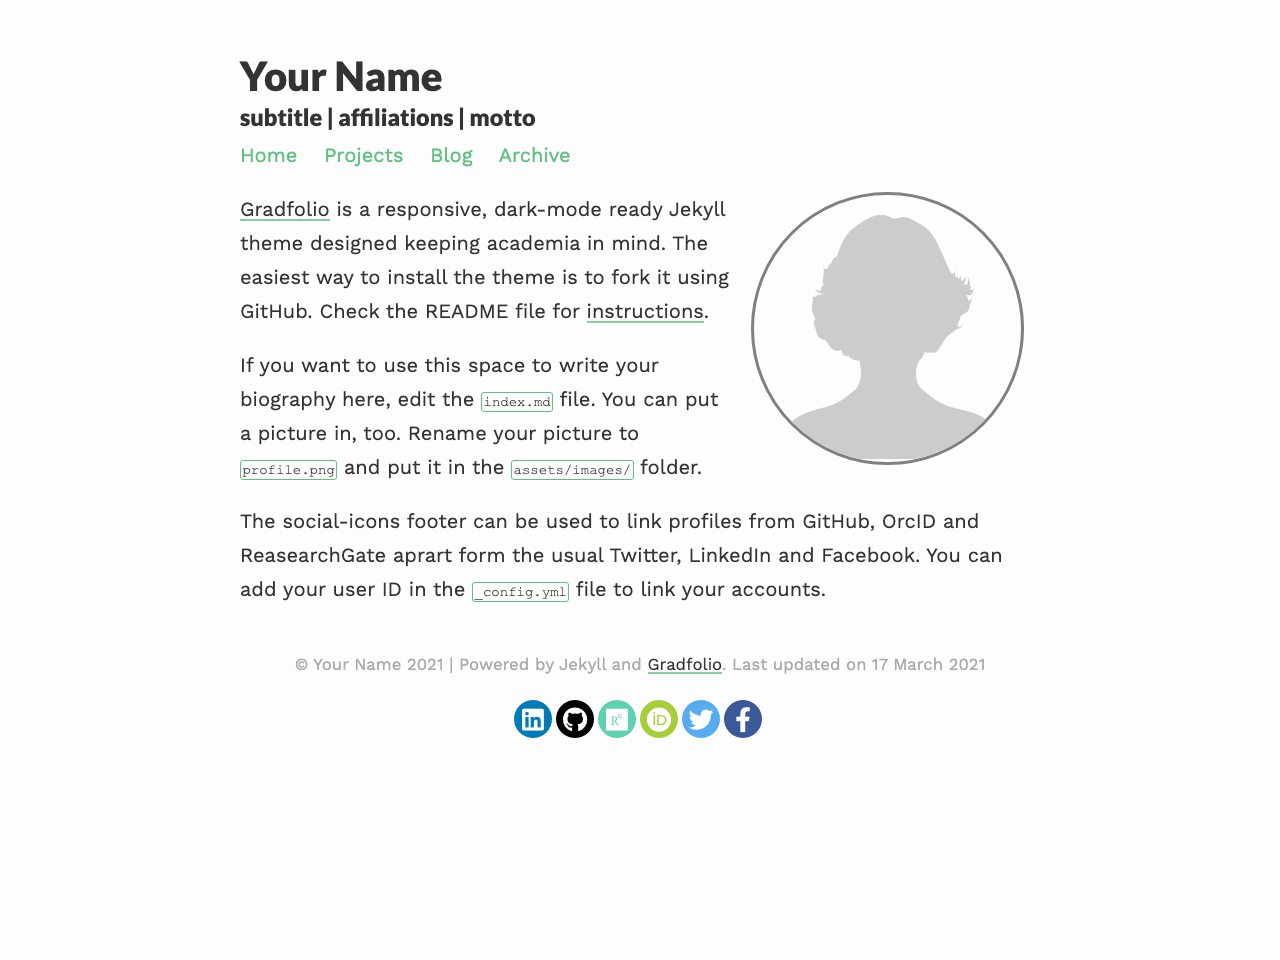 Your Name
subtitle | affiliations | motto
Home Projects Blog Archive
Gradfolio is a responsive, dark-mode ready Jekyll
theme designed keeping academia in mind. The
easiest way to install the theme is to fork it using
GitHub. Check the README file for instructions.
If you want to use this space to write your
biography here, edit the index.md file. You can put
a picture in, too. Rename your picture to
profile.png and put it in the assets/images/ folder.
The social-icons footer can be used to link profiles from GitHub, OrcID and
ReasearchGate aprart form the usual Twitter, LinkedIn and Facebook. You can
add your user ID in the _config.yml file to link your accounts.
© Your Name 2021 | Powered by Jekyll and Gradfolio. Last updated on 17 March 2021
in RG iD f